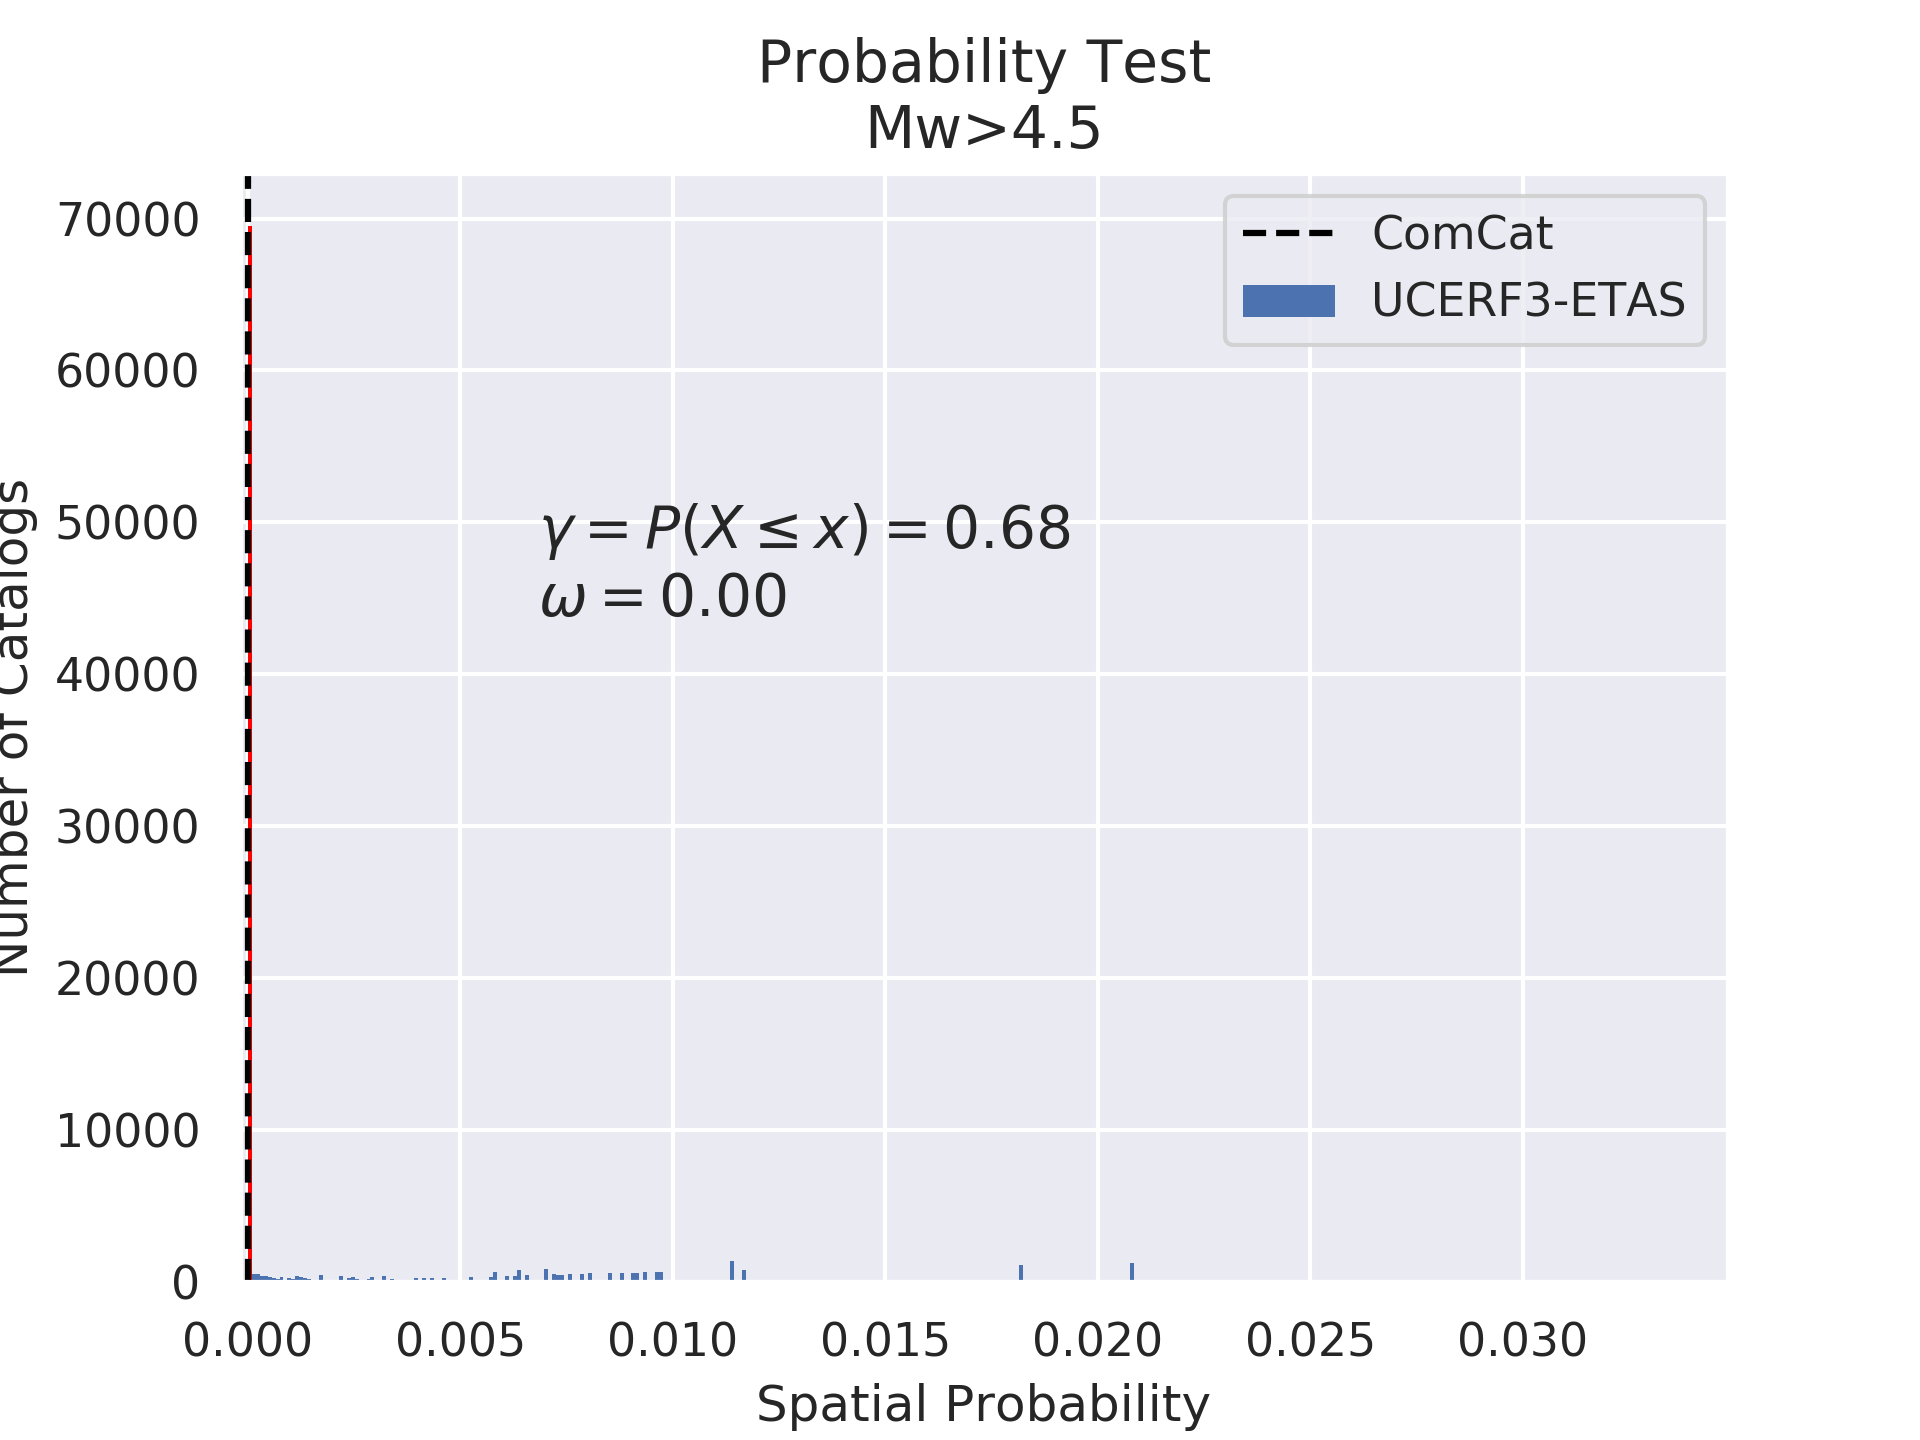 Probability Test
Mw>4.5
ComCat
UCERF3-ETAS
γ = P(X ≤ x) = 0.68
ω = 0.00
Number of Catalogs
70000
60000
50000
40000
30000
20000
10000
0
0.000 0.005 0.010 0.015 0.020 0.025 0.030
Spatial Probability